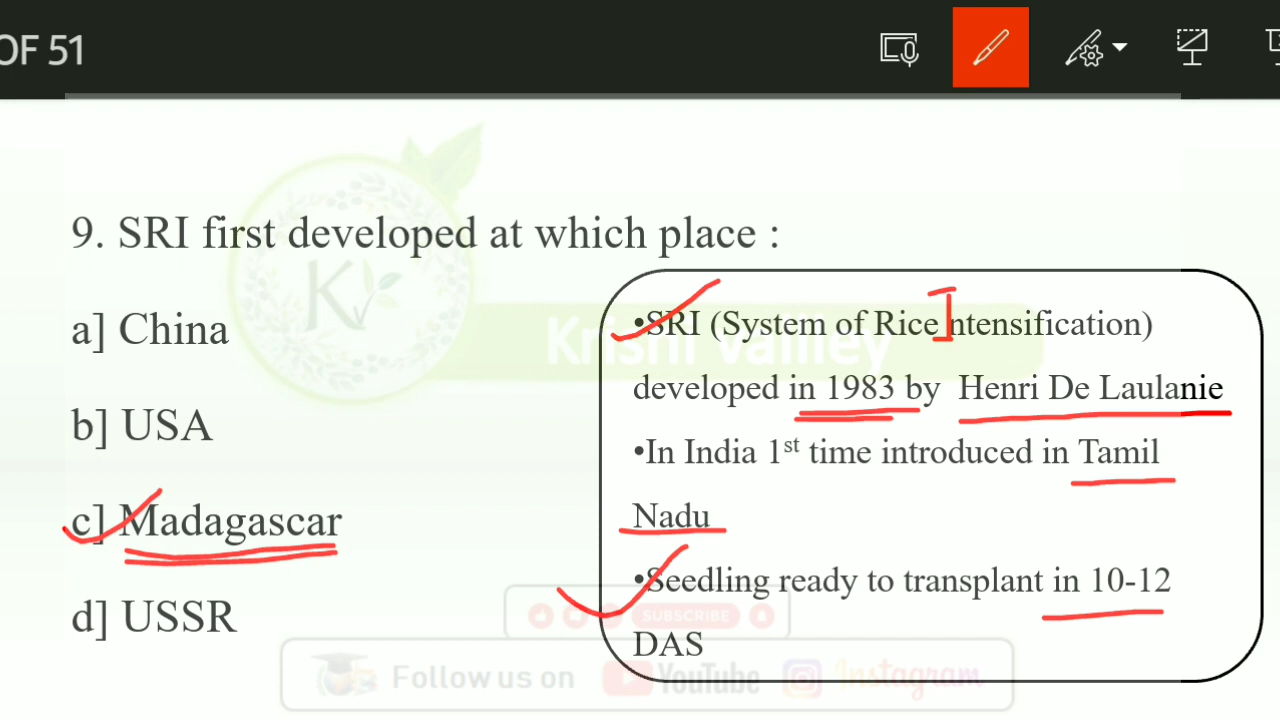 OF 51
9. SRI first developed at which place :
a] China
b] USA
c] Madagascar
d] USSR
•SRI (System of Rice Intensification)
developed in 1983 by Henri De Laulanie
•In India 1st time introduced in Tamil
Nadu
•Seedling ready to transplant in 10-12
DAS
Krishi vallley
SUBSCRIBE
Follow us on YouTube Instagram